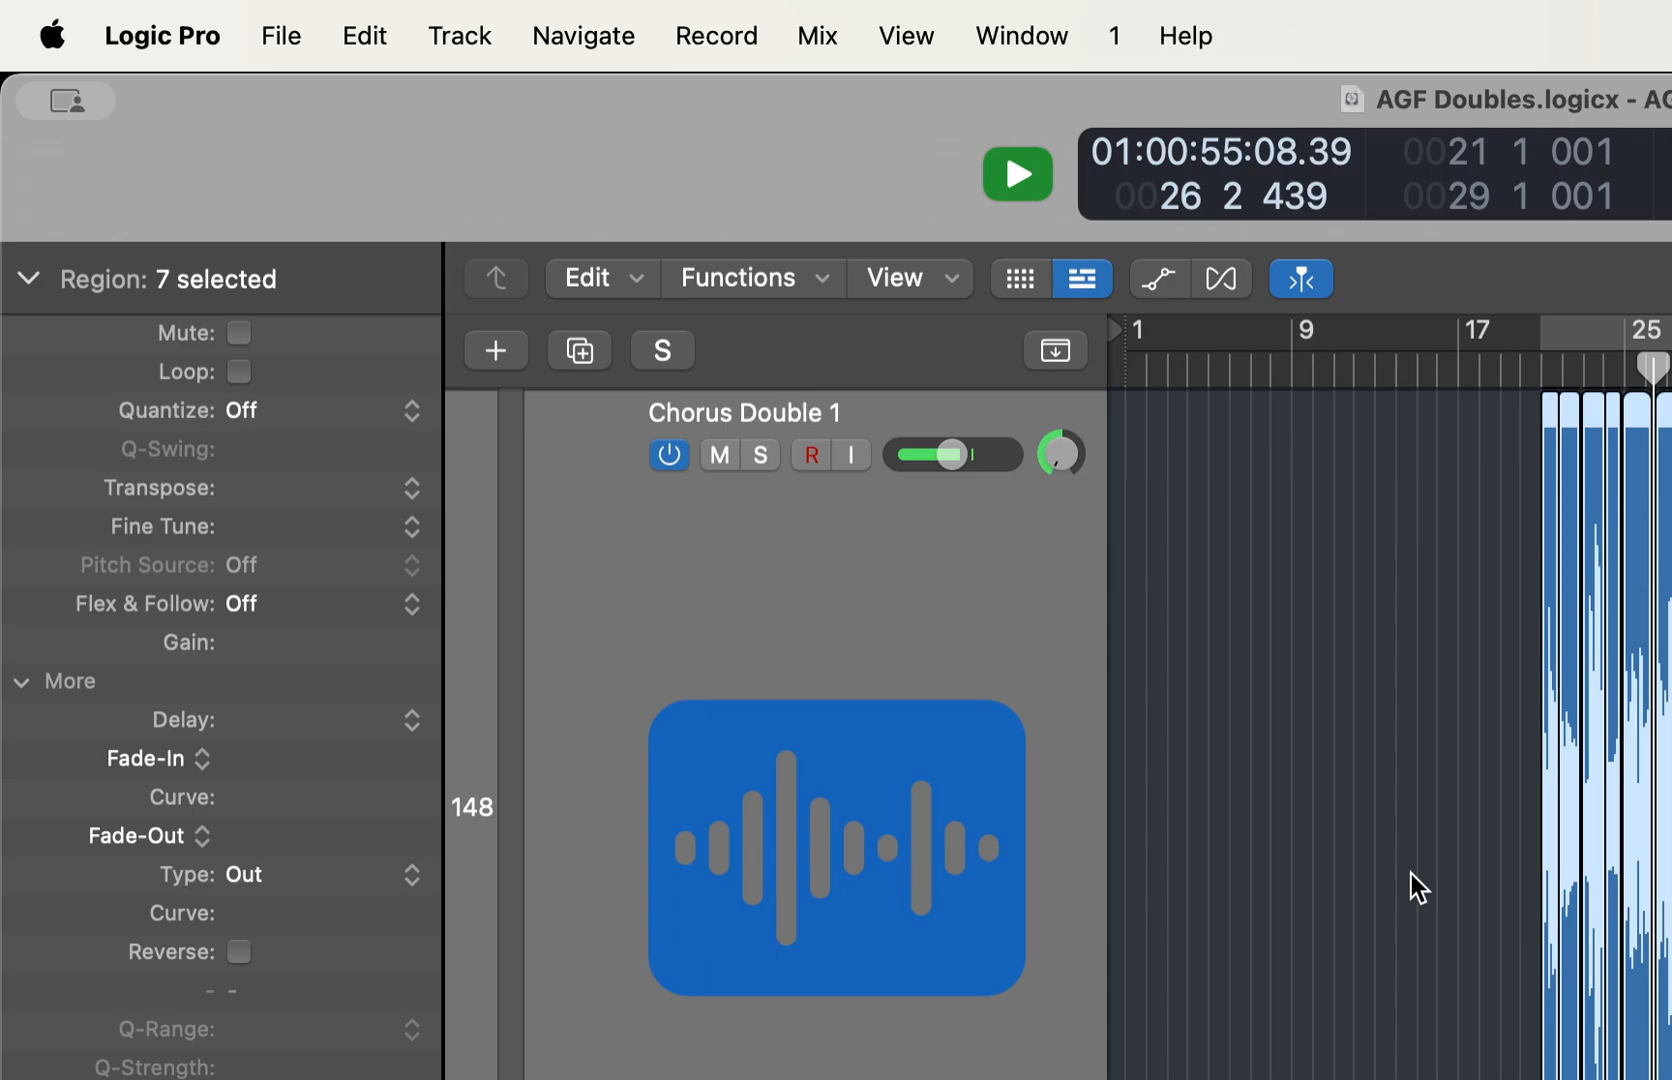 Logic Pro File Edit Track Navigate Record Mix View Window 1 Help
AGF Doubles.logicx - AG
01:00:55:08.39 0021 1 001
0026 2 439 0029 1 001
Region: 7 selected
Edit Functions View
Mute:
Loop:
Quantize: Off
Q-Swing:
Transpose:
Fine Tune:
Pitch Source: Off
Flex & Follow: Off
Gain:
More
Delay:
Fade-In
Curve:
Fade-Out
Type: Out
Curve:
Reverse:
- -
Q-Range:
Q-Strength:
S
1 9 17 25
Chorus Double 1
M S R I
148